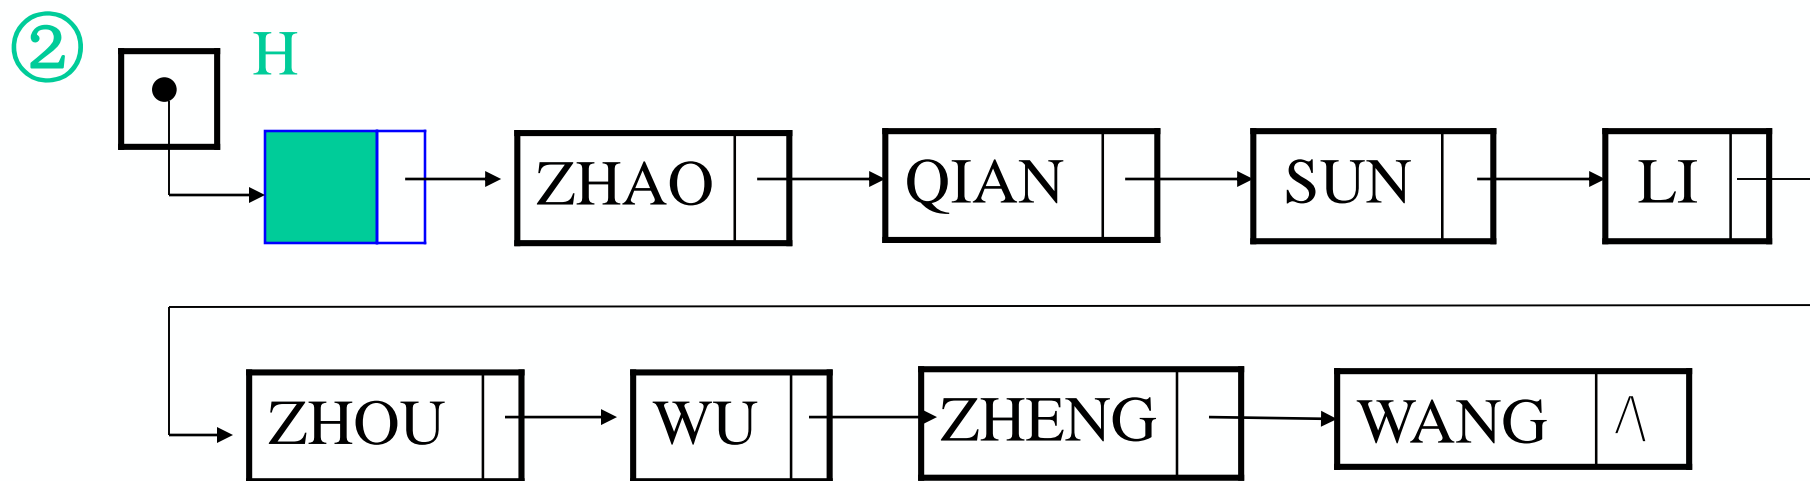 ② H
ZHAO QIAN SUN LI
ZHOU WU ZHENG WANG /\